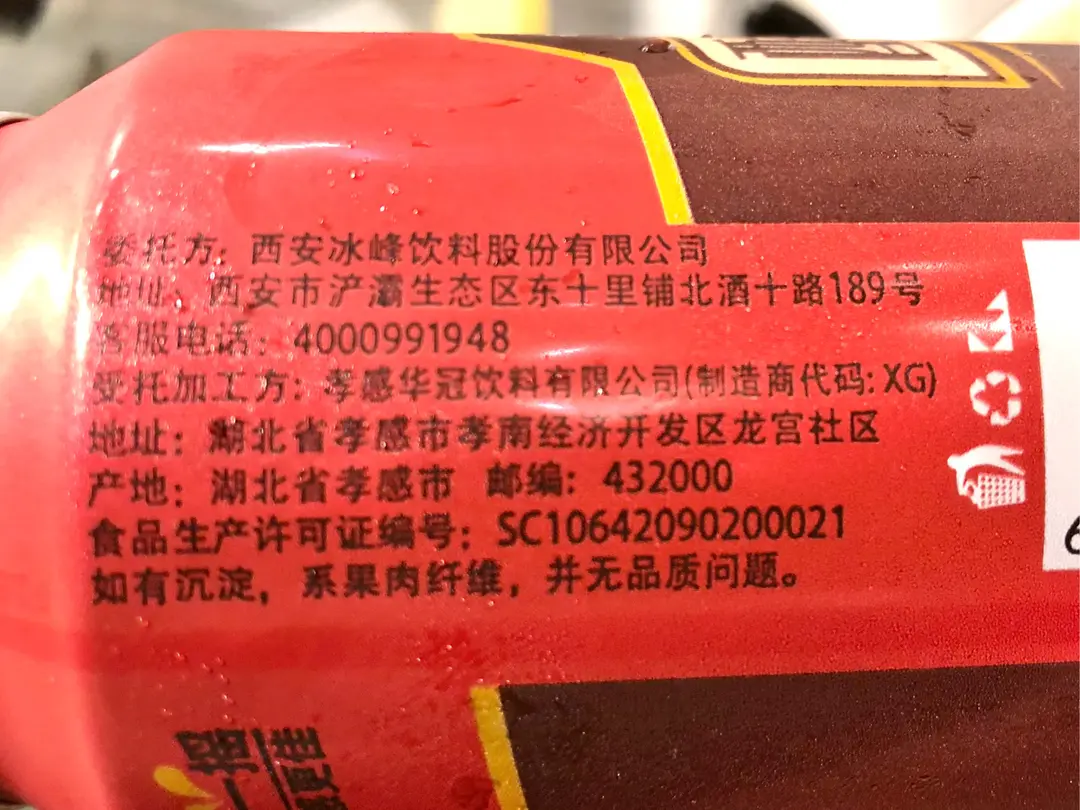 委托方：西安冰峰饮料股份有限公司
地址：西安市浐灞生态区东十里铺北酒十路189号
客服电话：4000991948
受托加工方：孝感华冠饮料有限公司(制造商代码:XG)
地址：湖北省孝感市孝南经济开发区龙宫社区
产地：湖北省孝感市 邮编：432000
食品生产许可证编号：SC10642090200021
如有沉淀，系果肉纤维，并无品质问题。
一摇
更佳
6